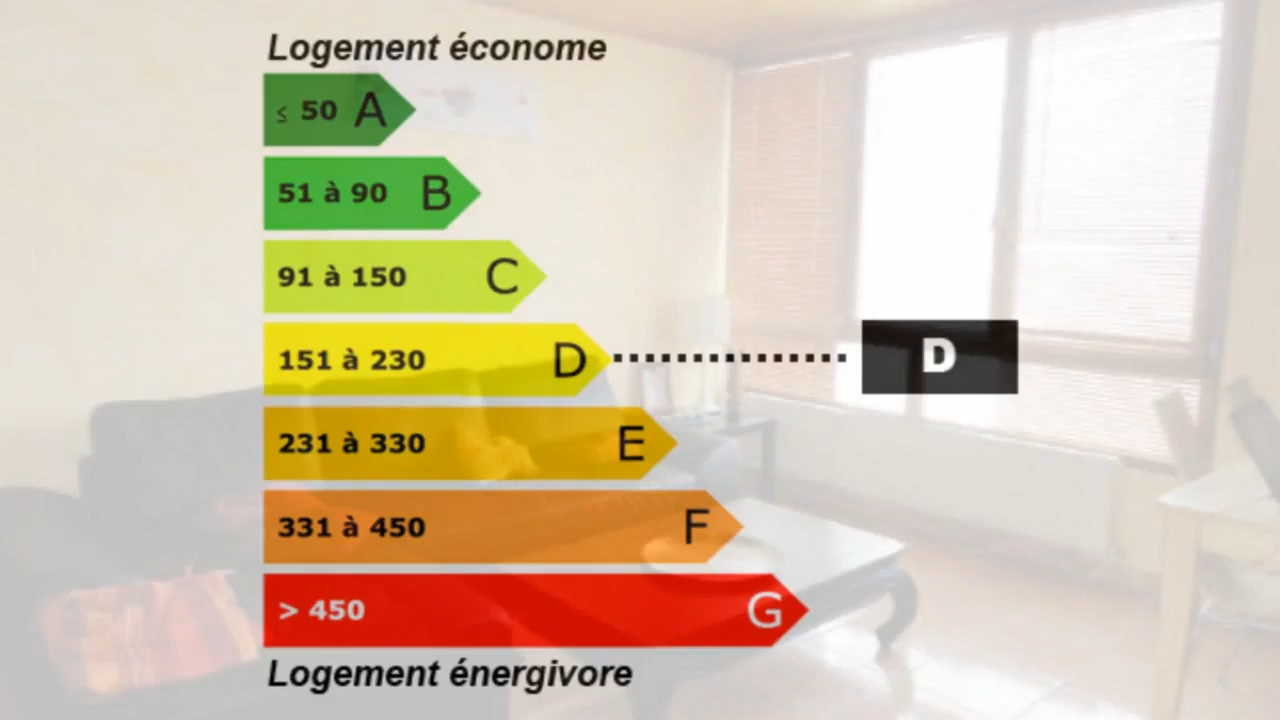 Logement économe
≤ 50 A
51 à 90 B
91 à 150 C
151 à 230 D
D
231 à 330 E
331 à 450 F
> 450 G
Logement énergivore